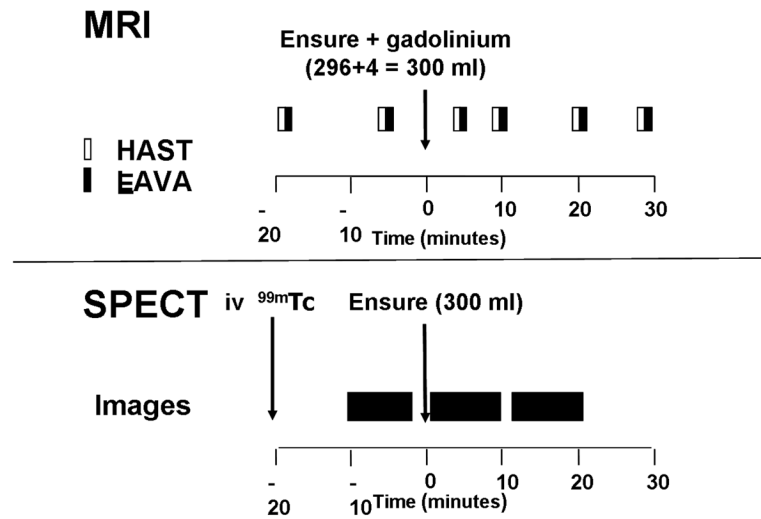 MRI
Ensure + gadolinium
(296+4 = 300 ml)
HAST
LAVA
-20 -10 0 10 20 30
Time (minutes)
SPECT iv 99mTc Ensure (300 ml)
Images
-20 -10 0 10 20 30
Time (minutes)